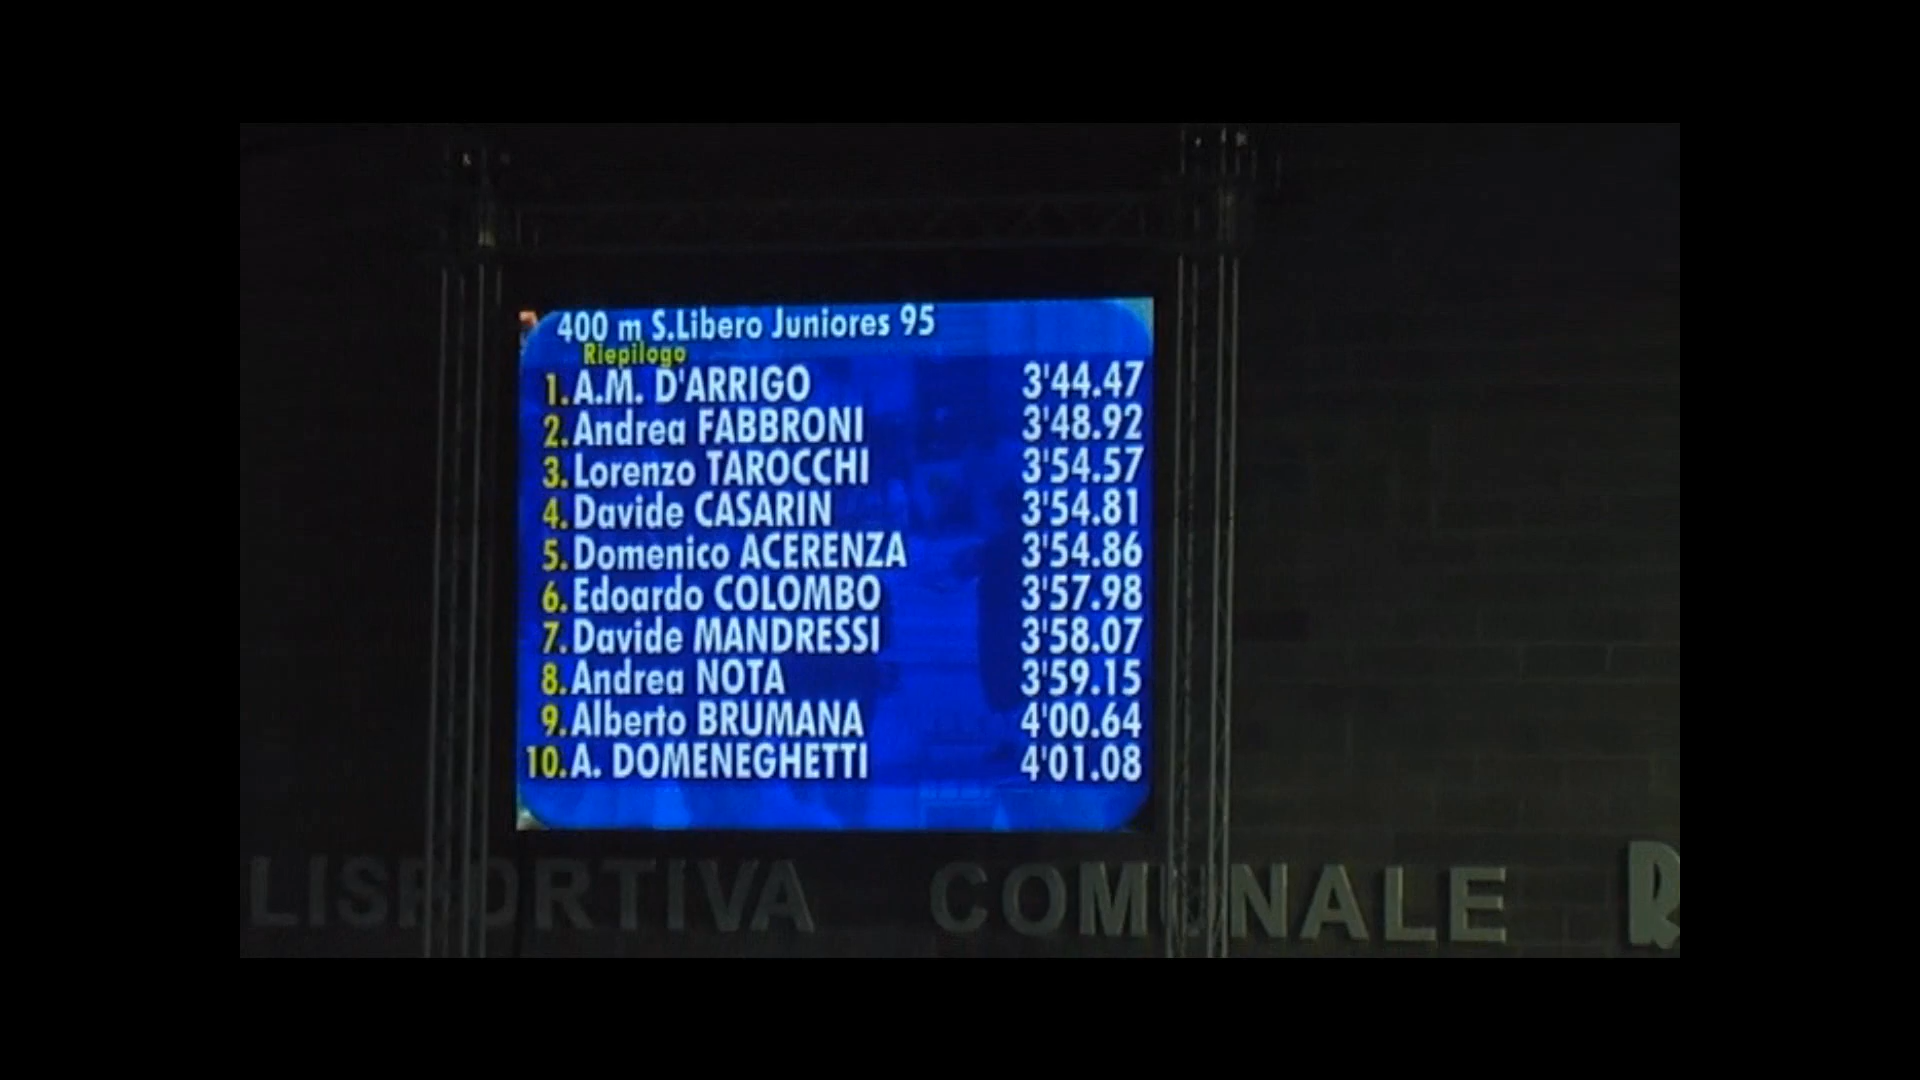 400 m S.Libero Juniores 95
Riepilogo
1. A.M. D'ARRIGO 3'44.47
2. Andrea FABBRONI 3'48.92
3. Lorenzo TAROCCHI 3'54.57
4. Davide CASARIN 3'54.81
5. Domenico ACERENZA 3'54.86
6. Edoardo COLOMBO 3'57.98
7. Davide MANDRESSI 3'58.07
8. Andrea NOTA 3'59.15
9. Alberto BRUMANA 4'00.64
10. A. DOMENEGHETTI 4'01.08
LISPORTIVA COMUNALE R